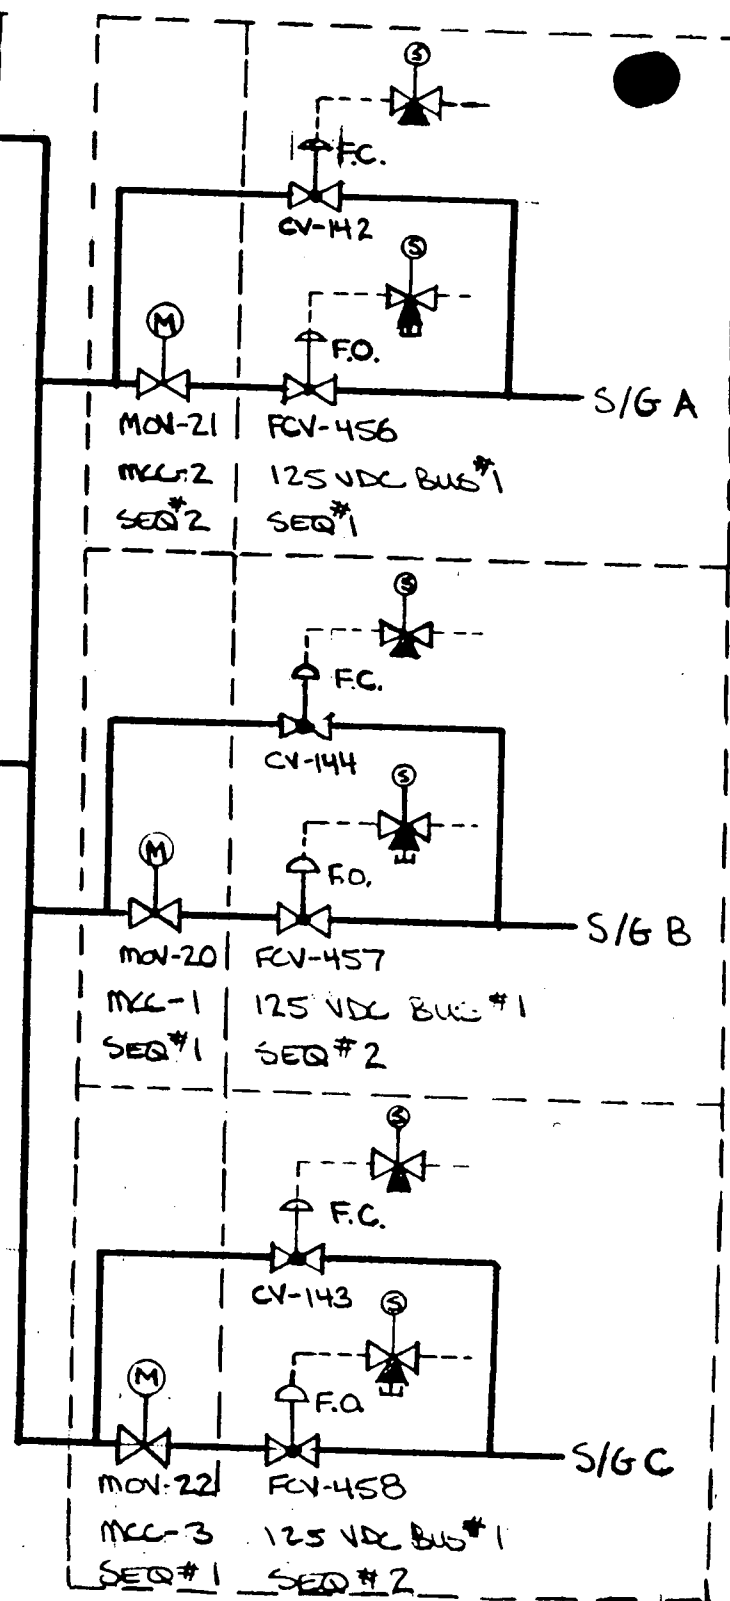 S
F.C.
CV-142
S
M
F.O.
S/G A
MOV-21 FCV-456
MCC-2 125 VDC BUS #1
SEQ #2 SEQ #1
S
F.C.
CV-144
S
M
F.O.
S/G B
MOV-20 FCV-457
MCC-1 125 VDC BUS #1
SEQ #1 SEQ #2
S
F.C.
CV-143
S
M
F.O.
S/G C
MOV-22 FCV-458
MCC-3 125 VDC BUS #1
SEQ #1 SEQ #2